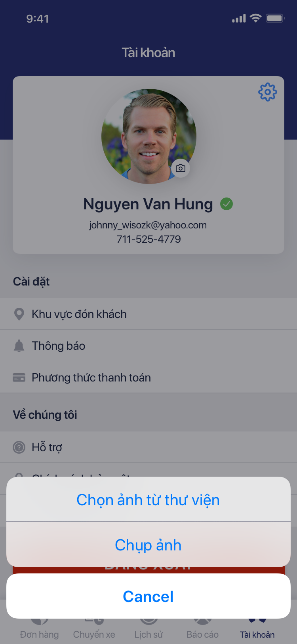 9:41
Tài khoản
Nguyen Van Hung
johnny_wisozk@yahoo.com
711-525-4779
Cài đặt
Khu vực đón khách
Thông báo
Phương thức thanh toán
Về chúng tôi
Hỗ trợ
Chọn ảnh từ thư viện
Chụp ảnh
Cancel
Đơn hàng
Chuyến xe
Lịch sử
Báo cáo
Tài khoản